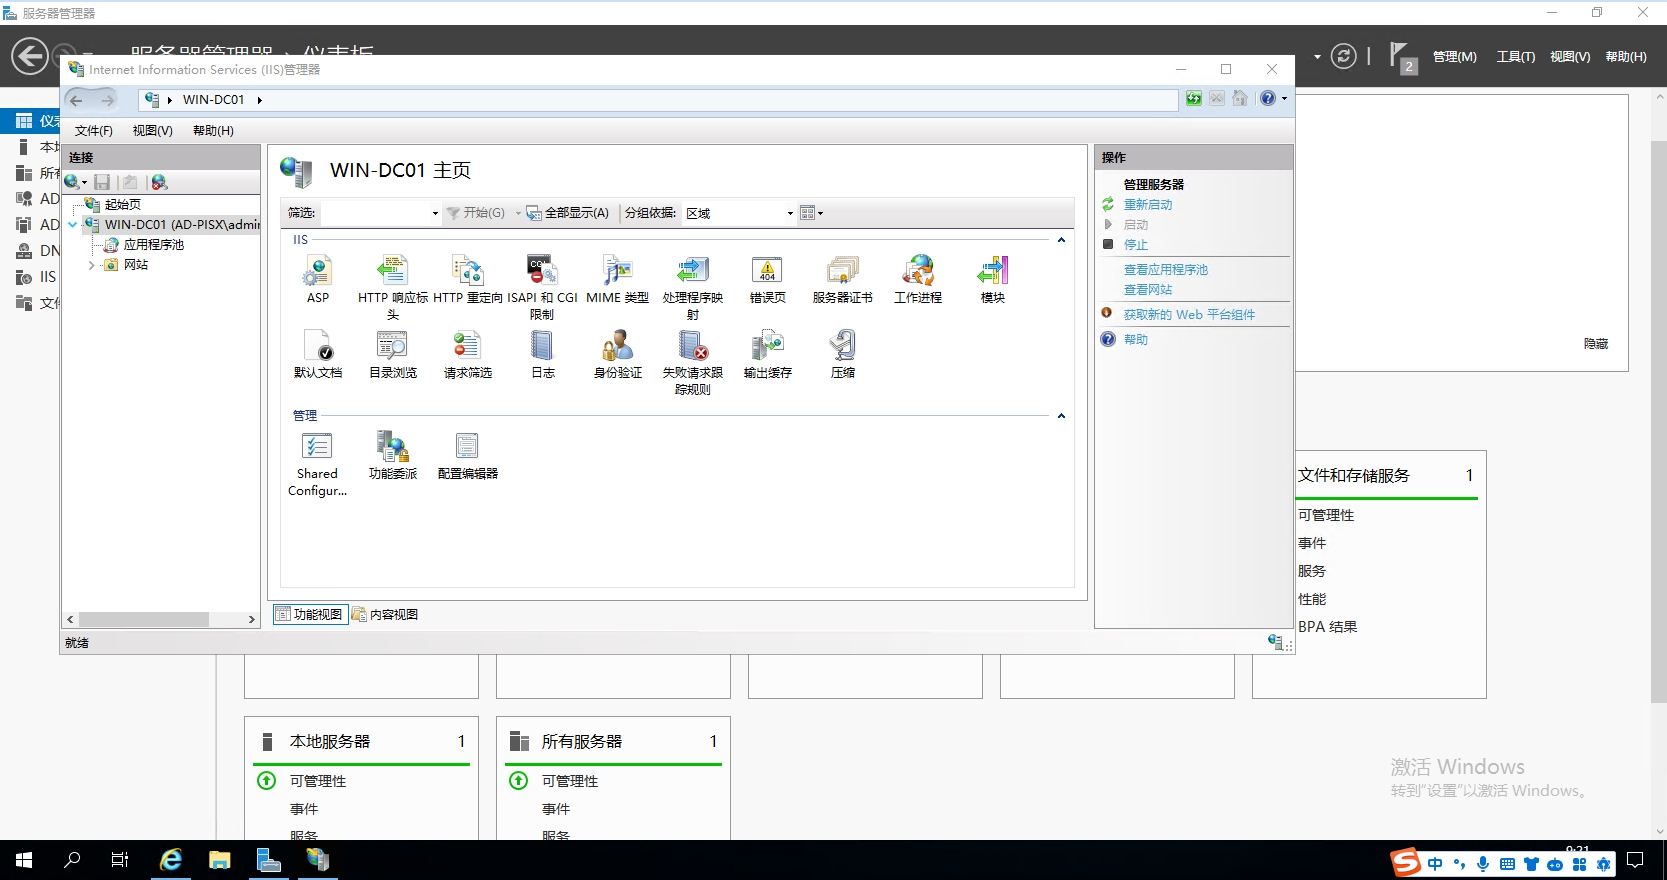 服务器管理器
服务器管理器 · 仪表板
2
管理(M) 工具(T) 视图(V) 帮助(H)
Internet Information Services (IIS)管理器
WIN-DC01
文件(F) 视图(V) 帮助(H)
仪表
本地
所有
AD
AD
DN
IIS
文件
连接
起始页
WIN-DC01 (AD-PISX\admin
应用程序池
网站
WIN-DC01 主页
筛选: 开始(G) 全部显示(A) 分组依据: 区域
IIS
ASP
HTTP 响应标头
HTTP 重定向
ISAPI 和 CGI 限制
MIME 类型
处理程序映射
错误页
服务器证书
工作进程
模块
默认文档
目录浏览
请求筛选
日志
身份验证
失败请求跟踪规则
输出缓存
压缩
管理
Shared Configur...
功能委派
配置编辑器
功能视图 内容视图
就绪
操作
管理服务器
重新启动
启动
停止
查看应用程序池
查看网站
获取新的 Web 平台组件
帮助
隐藏
文件和存储服务 1
可管理性
事件
服务
性能
BPA 结果
本地服务器 1
可管理性
事件
服务
所有服务器 1
可管理性
事件
服务
激活 Windows
转到"设置"以激活 Windows。
中
9:21